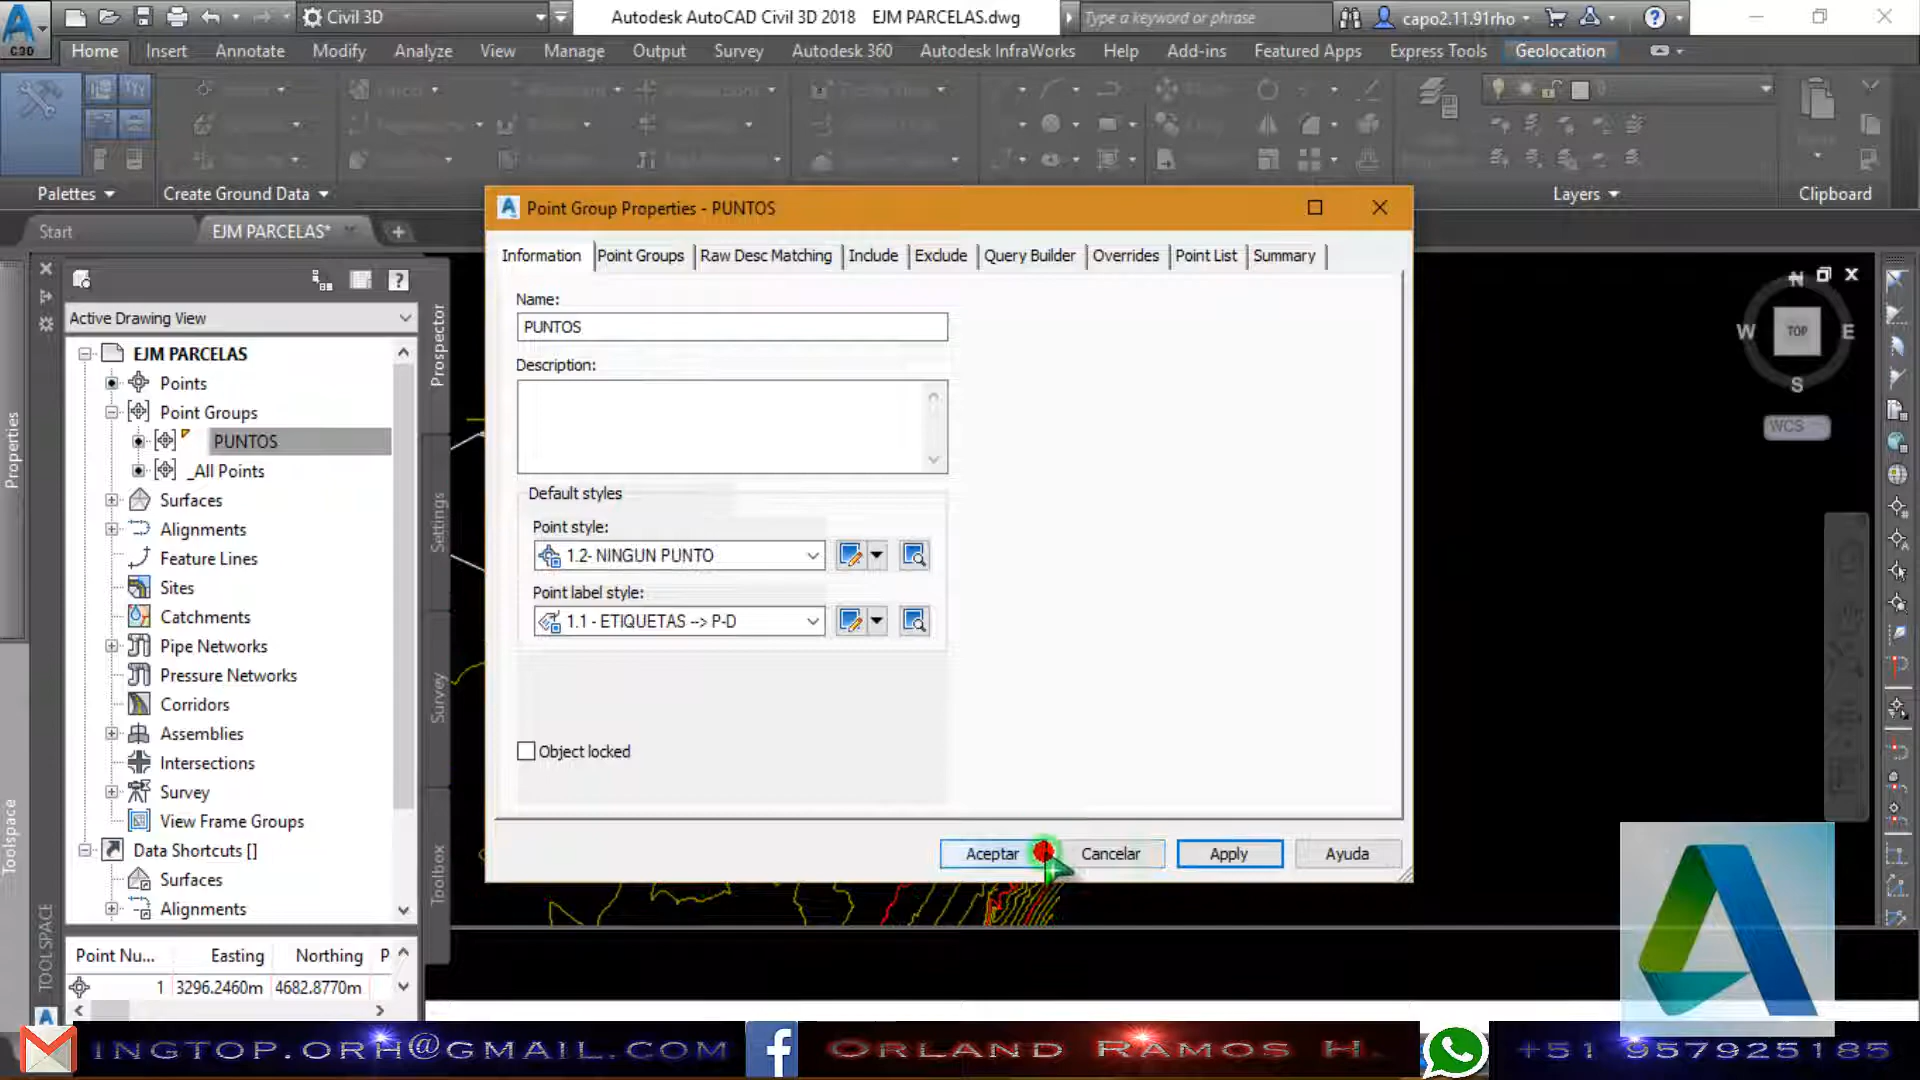 Civil 3D
Autodesk AutoCAD Civil 3D 2018 EJM PARCELAS.dwg
Type a keyword or phrase
capo2.11.91rho
C3D
Home Insert Annotate Modify Analyze View Manage Output Survey Autodesk 360 Autodesk InfraWorks Help Add-ins Featured Apps Express Tools Geolocation
0
Palettes Create Ground Data Layers Clipboard
Start EJM PARCELAS* +
Point Group Properties - PUNTOS
Information Point Groups Raw Desc Matching Include Exclude Query Builder Overrides Point List Summary
Name:
PUNTOS
Description:
Default styles
Point style:
1.2- NINGUN PUNTO
Point label style:
1.1 - ETIQUETAS --> P-D
Object locked
Aceptar Cancelar Apply Ayuda
Active Drawing View
EJM PARCELAS
Points
Point Groups
PUNTOS
_All Points
Surfaces
Alignments
Feature Lines
Sites
Catchments
Pipe Networks
Pressure Networks
Corridors
Assemblies
Intersections
Survey
View Frame Groups
Data Shortcuts []
Surfaces
Alignments
Point Nu... Easting Northing P
1 3296.2460m 4682.8770m
Prospector
Settings
Survey
Toolbox
Properties
Toolspace
TOOLSPACE
N
W TOP E
S
WCS
INGTOP.ORH@GMAIL.COM ORLAND RAMOS H. +51 957925185